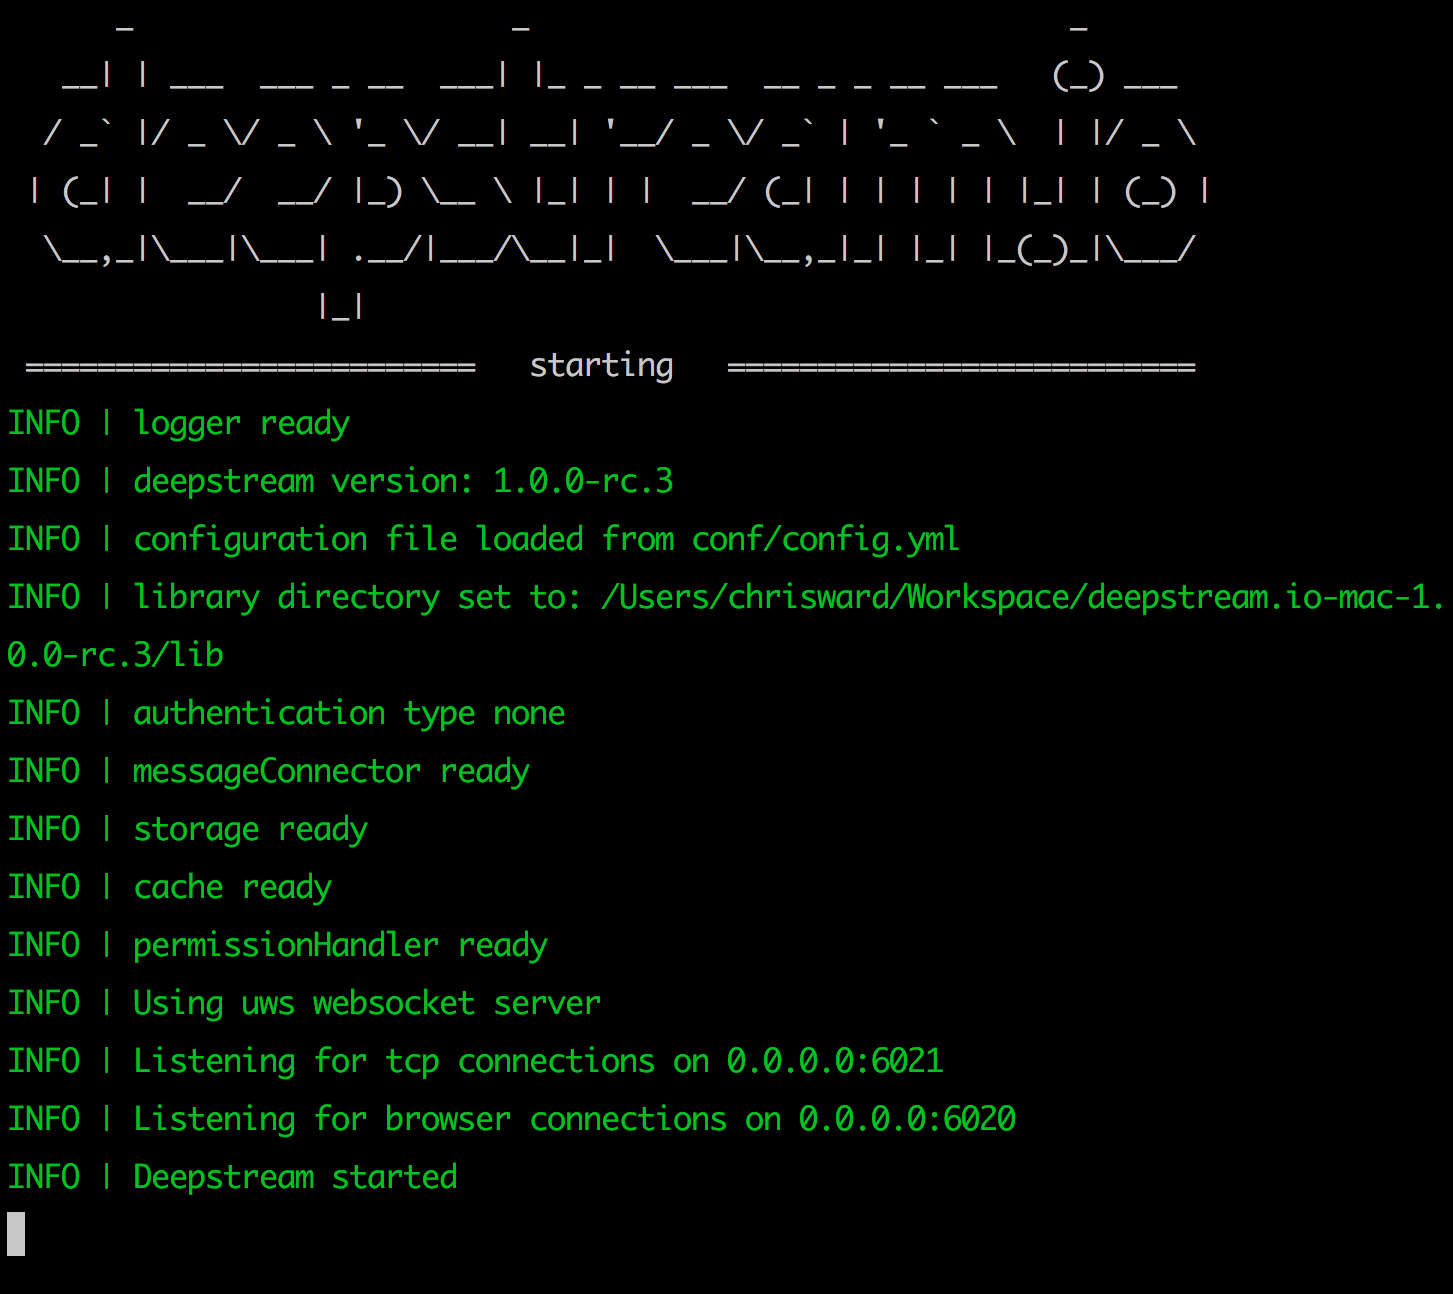 deepstream.io
========================= starting ==========================
INFO | logger ready
INFO | deepstream version: 1.0.0-rc.3
INFO | configuration file loaded from conf/config.yml
INFO | library directory set to: /Users/chrisward/Workspace/deepstream.io-mac-1.
0.0-rc.3/lib
INFO | authentication type none
INFO | messageConnector ready
INFO | storage ready
INFO | cache ready
INFO | permissionHandler ready
INFO | Using uws websocket server
INFO | Listening for tcp connections on 0.0.0.0:6021
INFO | Listening for browser connections on 0.0.0.0:6020
INFO | Deepstream started